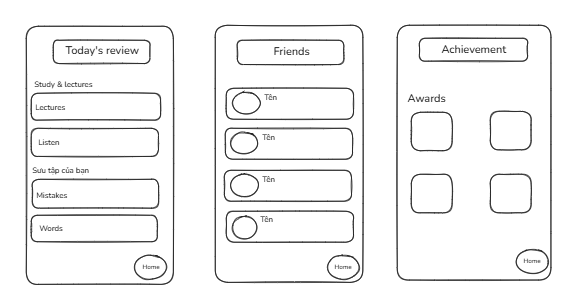 Today's review
Study & lectures
Lectures
Listen
Sưu tập của bạn
Mistakes
Words
Home
Friends
Tên
Tên
Tên
Tên
Home
Achievement
Awards
Home